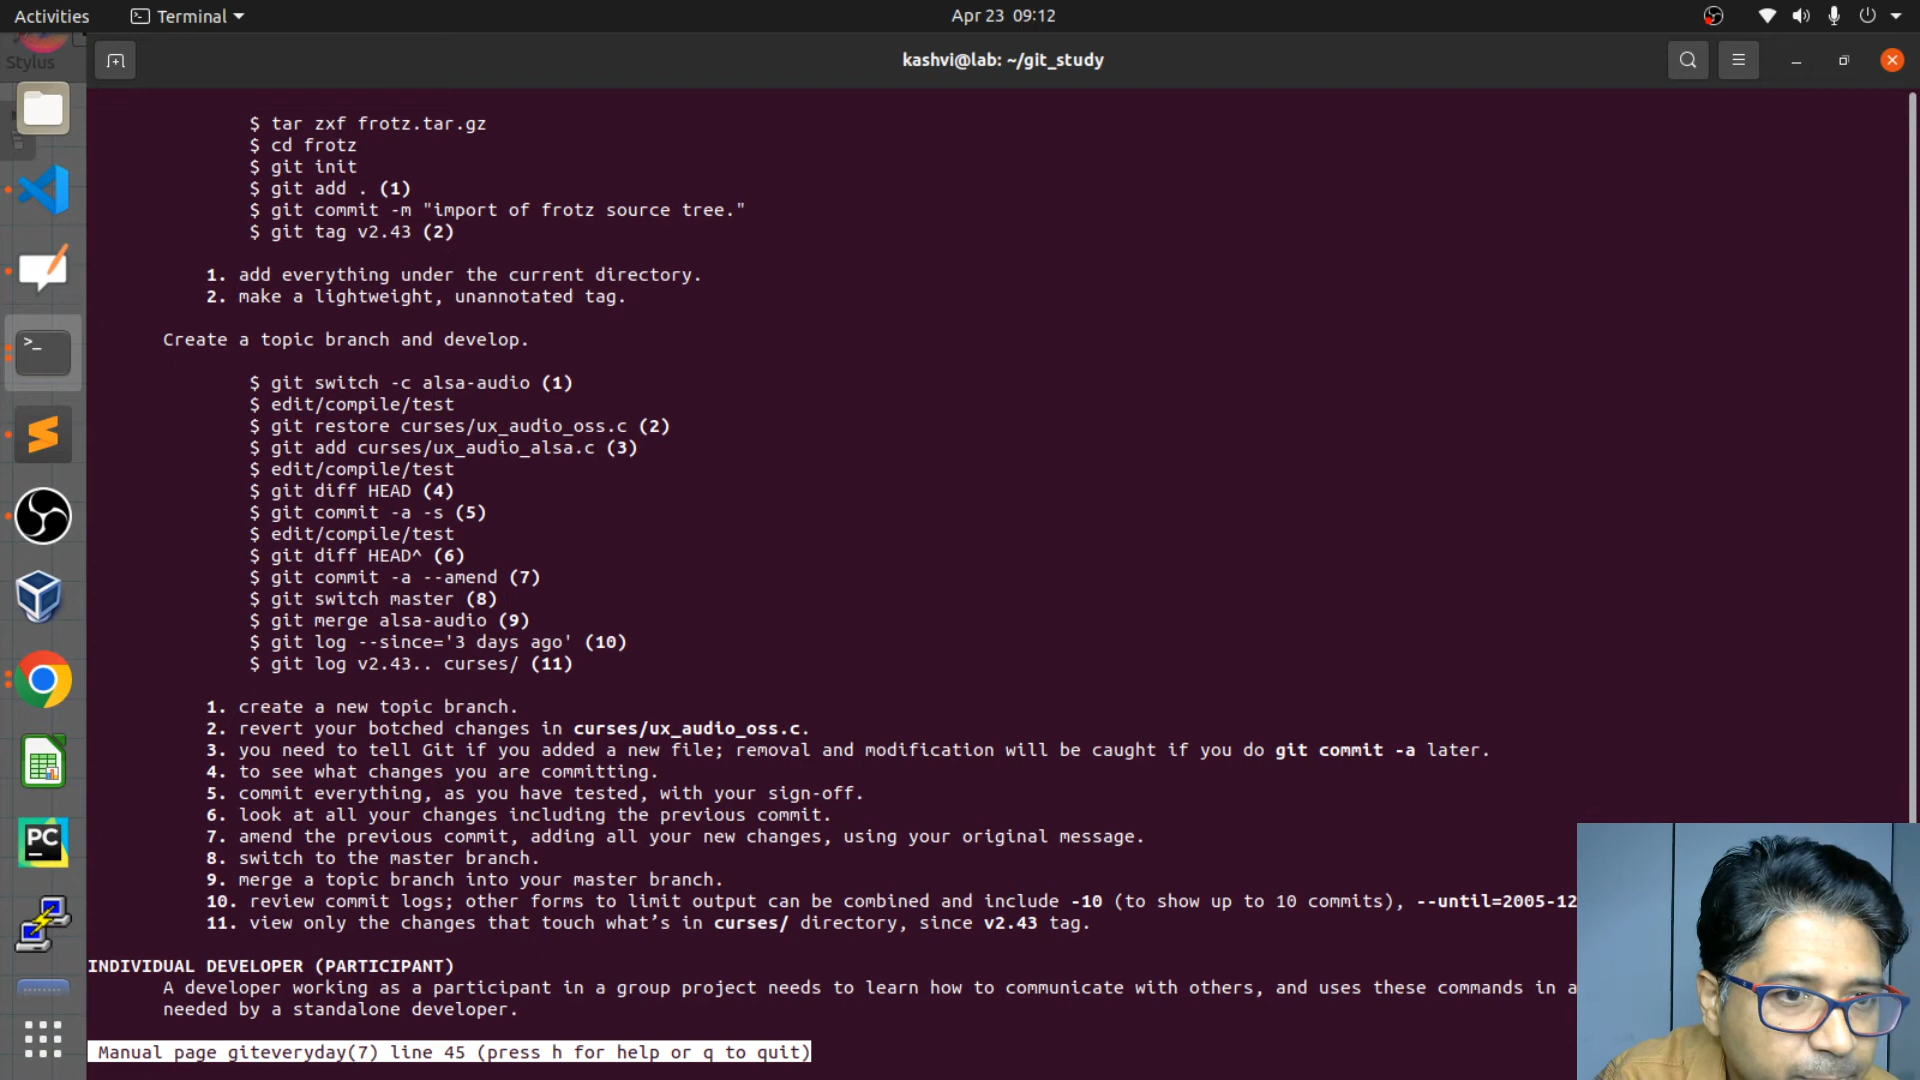 Activities
Terminal
Apr 23 09:12
Stylus
kashvi@lab: ~/git_study
$ tar zxf frotz.tar.gz
$ cd frotz
$ git init
$ git add . (1)
$ git commit -m "import of frotz source tree."
$ git tag v2.43 (2)
1. add everything under the current directory.
2. make a lightweight, unannotated tag.
Create a topic branch and develop.
$ git switch -c alsa-audio (1)
$ edit/compile/test
$ git restore curses/ux_audio_oss.c (2)
$ git add curses/ux_audio_alsa.c (3)
$ edit/compile/test
$ git diff HEAD (4)
$ git commit -a -s (5)
$ edit/compile/test
$ git diff HEAD^ (6)
$ git commit -a --amend (7)
$ git switch master (8)
$ git merge alsa-audio (9)
$ git log --since='3 days ago' (10)
$ git log v2.43.. curses/ (11)
1. create a new topic branch.
2. revert your botched changes in curses/ux_audio_oss.c.
3. you need to tell Git if you added a new file; removal and modification will be caught if you do git commit -a later.
4. to see what changes you are committing.
5. commit everything, as you have tested, with your sign-off.
6. look at all your changes including the previous commit.
7. amend the previous commit, adding all your new changes, using your original message.
8. switch to the master branch.
9. merge a topic branch into your master branch.
10. review commit logs; other forms to limit output can be combined and include -10 (to show up to 10 commits), --until=2005-12
11. view only the changes that touch what’s in curses/ directory, since v2.43 tag.
INDIVIDUAL DEVELOPER (PARTICIPANT)
A developer working as a participant in a group project needs to learn how to communicate with others, and uses these commands in a
needed by a standalone developer.
Manual page giteveryday(7) line 45 (press h for help or q to quit)
PC